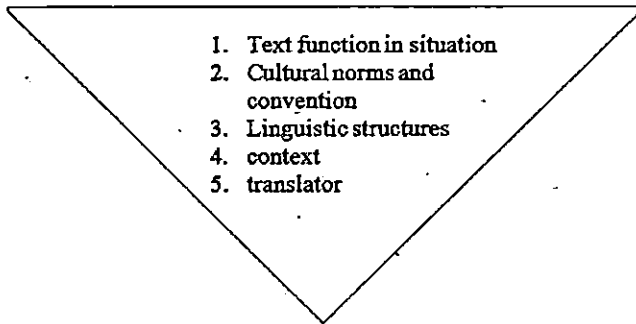 1. Text function in situation
2. Cultural norms and
convention
3. Linguistic structures
4. context
5. translator